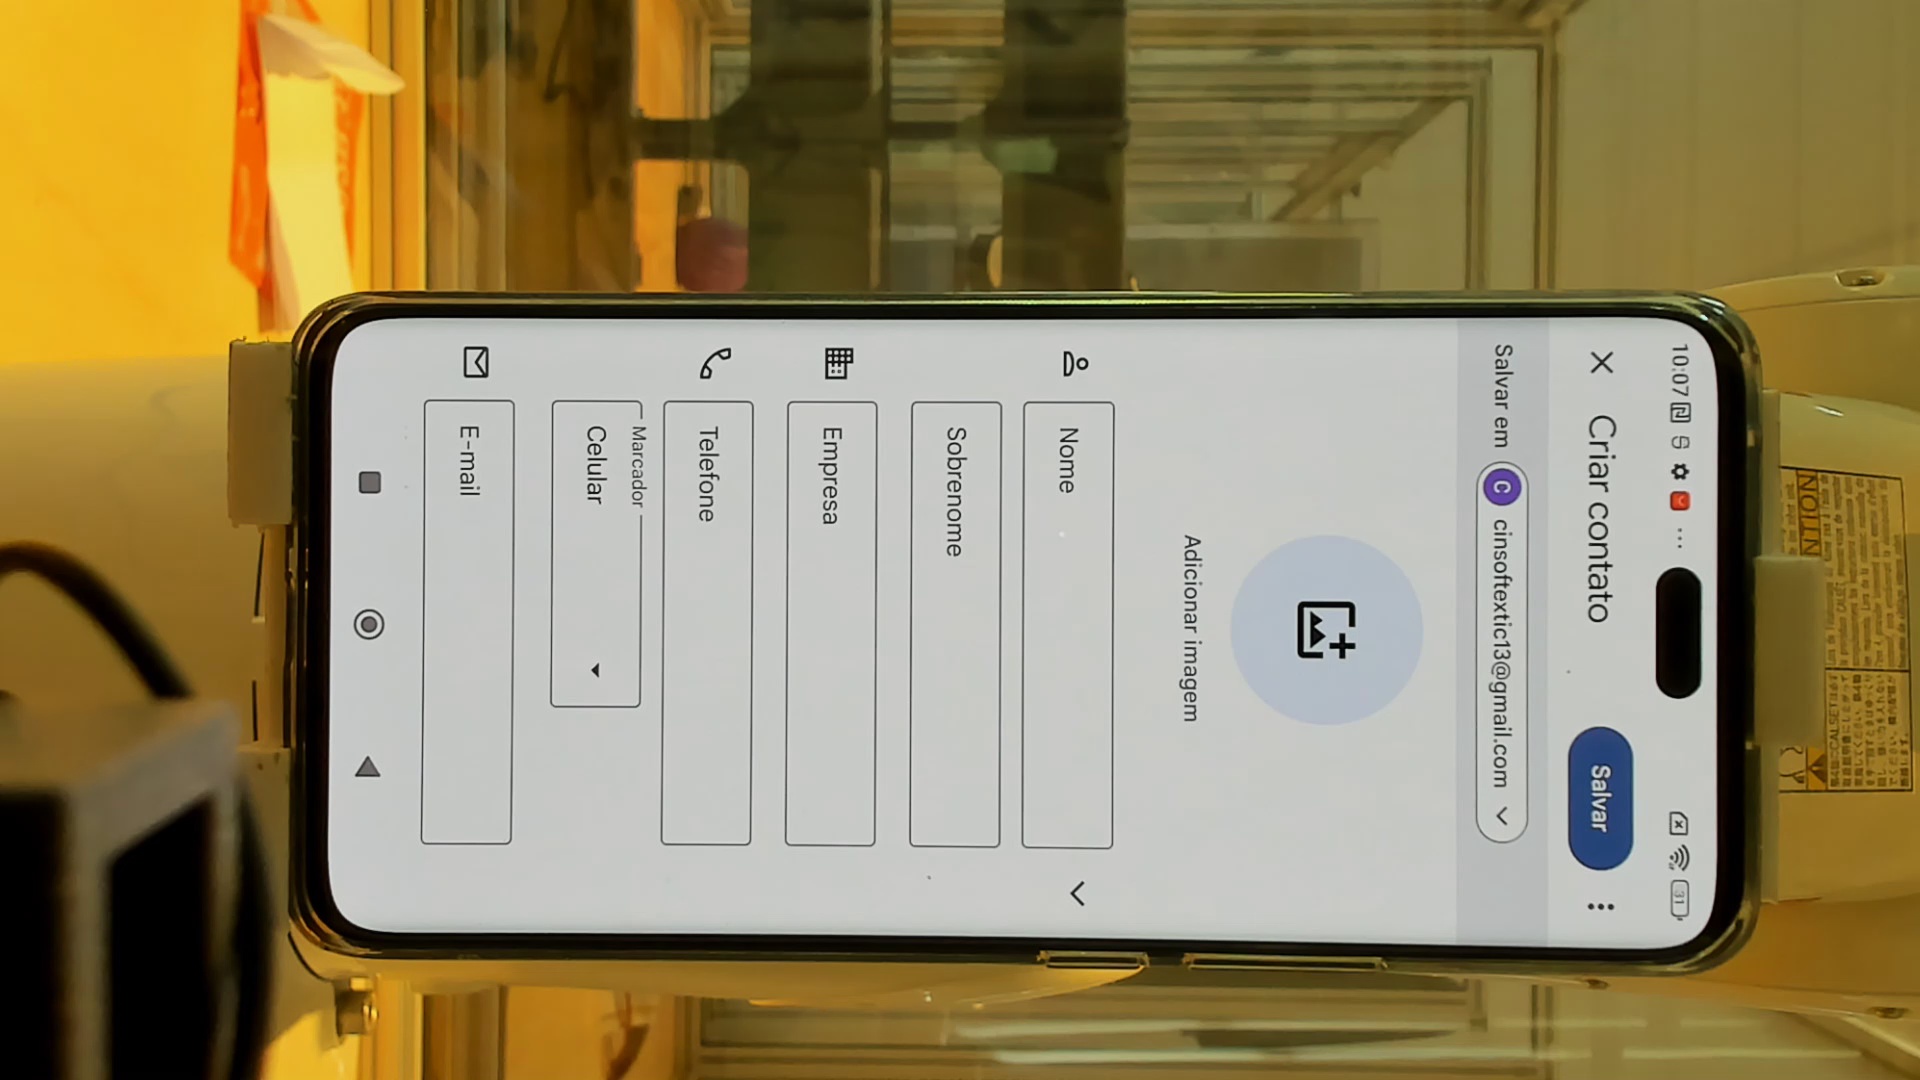 10:07
31
Criar contato
Salvar
Salvar em
C
cinsoftextic13@gmail.com
Adicionar imagem
Nome
Sobrenome
Empresa
Telefone
Marcador
Celular
E-mail